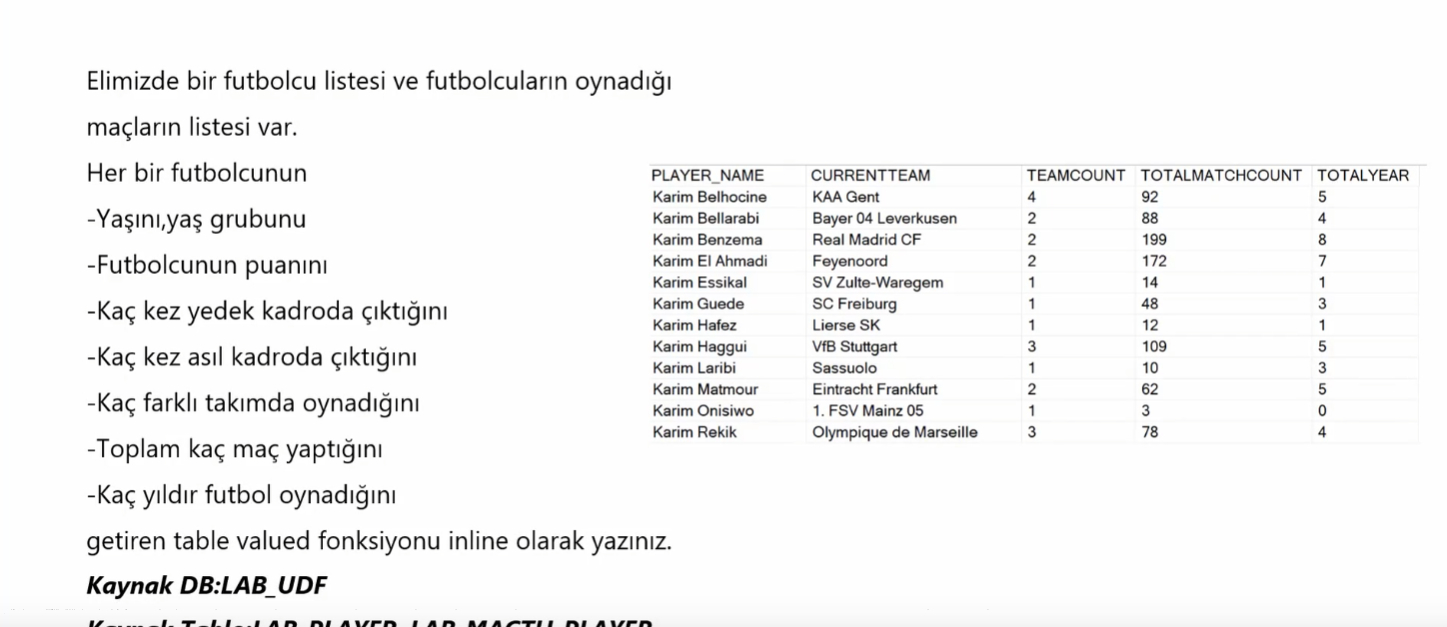 Elimizde bir futbolcu listesi ve futbolcuların oynadığı
maçların listesi var.
Her bir futbolcunun
-Yaşını,yaş grubunu
-Futbolcunun puanını
-Kaç kez yedek kadroda çıktığını
-Kaç kez asıl kadroda çıktığını
-Kaç farklı takımda oynadığını
-Toplam kaç maç yaptığını
-Kaç yıldır futbol oynadığını
getiren table valued fonksiyonu inline olarak yazınız.
Kaynak DB:LAB_UDF
PLAYER_NAME CURRENTTEAM TEAMCOUNT TOTALMATCHCOUNT TOTALYEAR
Karim Belhocine KAA Gent 4 92 5
Karim Bellarabi Bayer 04 Leverkusen 2 88 4
Karim Benzema Real Madrid CF 2 199 8
Karim El Ahmadi Feyenoord 2 172 7
Karim Essikal SV Zulte-Waregem 1 14 1
Karim Guede SC Freiburg 1 48 3
Karim Hafez Lierse SK 1 12 1
Karim Haggui VfB Stuttgart 3 109 5
Karim Laribi Sassuolo 1 10 3
Karim Matmour Eintracht Frankfurt 2 62 5
Karim Onisiwo 1. FSV Mainz 05 1 3 0
Karim Rekik Olympique de Marseille 3 78 4